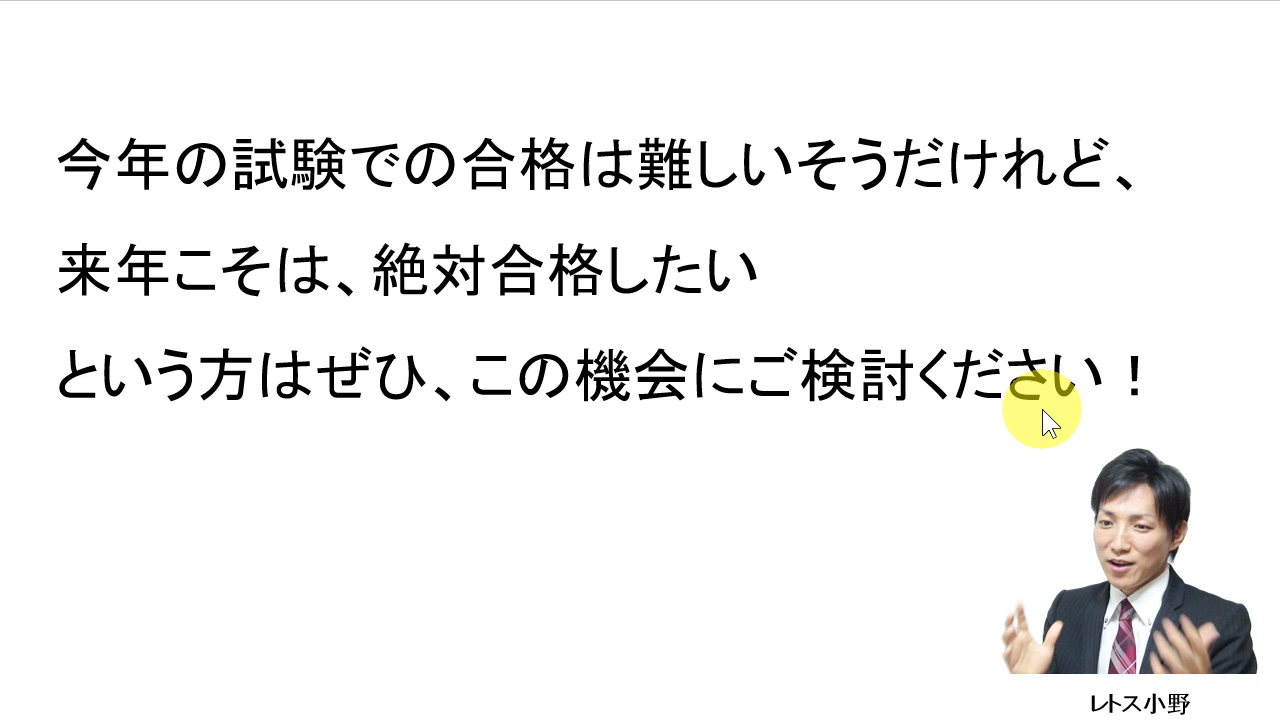 今年の試験での合格は難しいそうだけれど、
来年こそは、絶対合格したい
という方はぜひ、この機会にご検討ください！
レトス小野